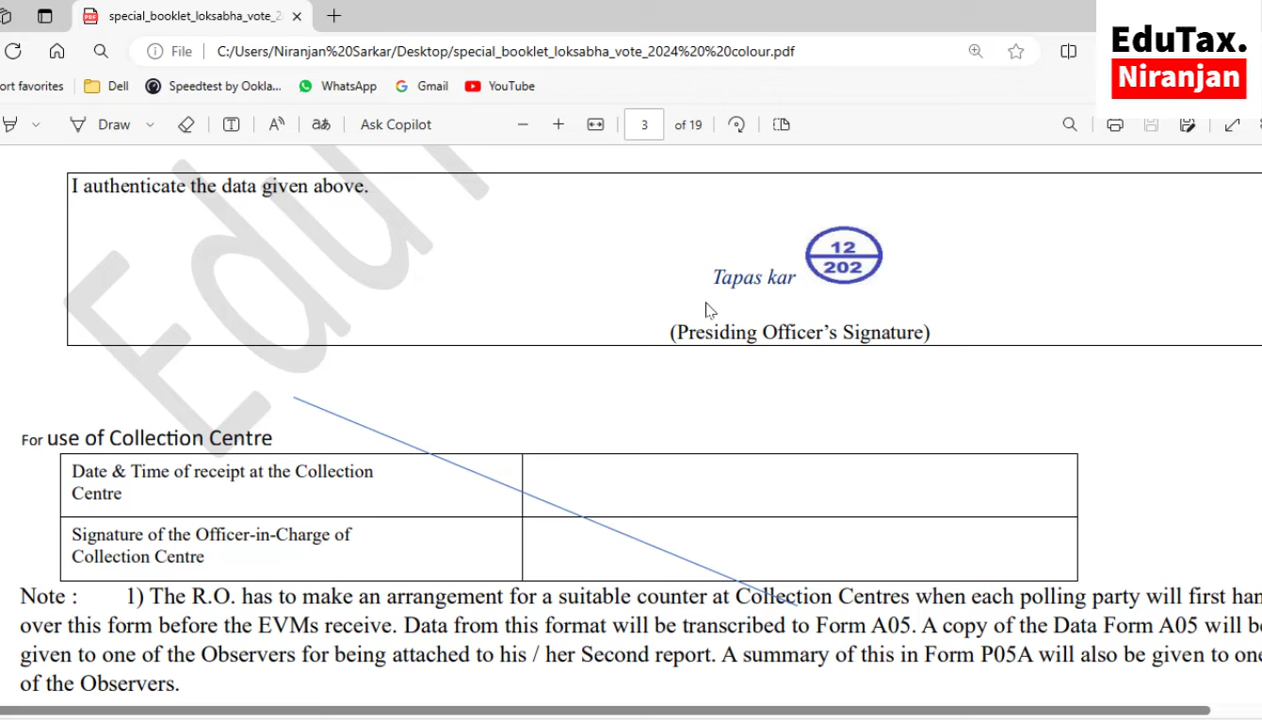 special_booklet_loksabha_vote_2
EduTax.
Niranjan
File C:/Users/Niranjan%20Sarkar/Desktop/special_booklet_loksabha_vote_2024%20%20colour.pdf
ort favorites Dell Speedtest by Ookla... WhatsApp Gmail YouTube
Draw Ask Copilot 3 of 19
I authenticate the data given above.
12
202
Tapas kar
(Presiding Officer's Signature)
For use of Collection Centre
Date & Time of receipt at the Collection
Centre
Signature of the Officer-in-Charge of
Collection Centre
Note : 1) The R.O. has to make an arrangement for a suitable counter at Collection Centres when each polling party will first han
over this form before the EVMs receive. Data from this format will be transcribed to Form A05. A copy of the Data Form A05 will be
given to one of the Observers for being attached to his / her Second report. A summary of this in Form P05A will also be given to one
of the Observers.